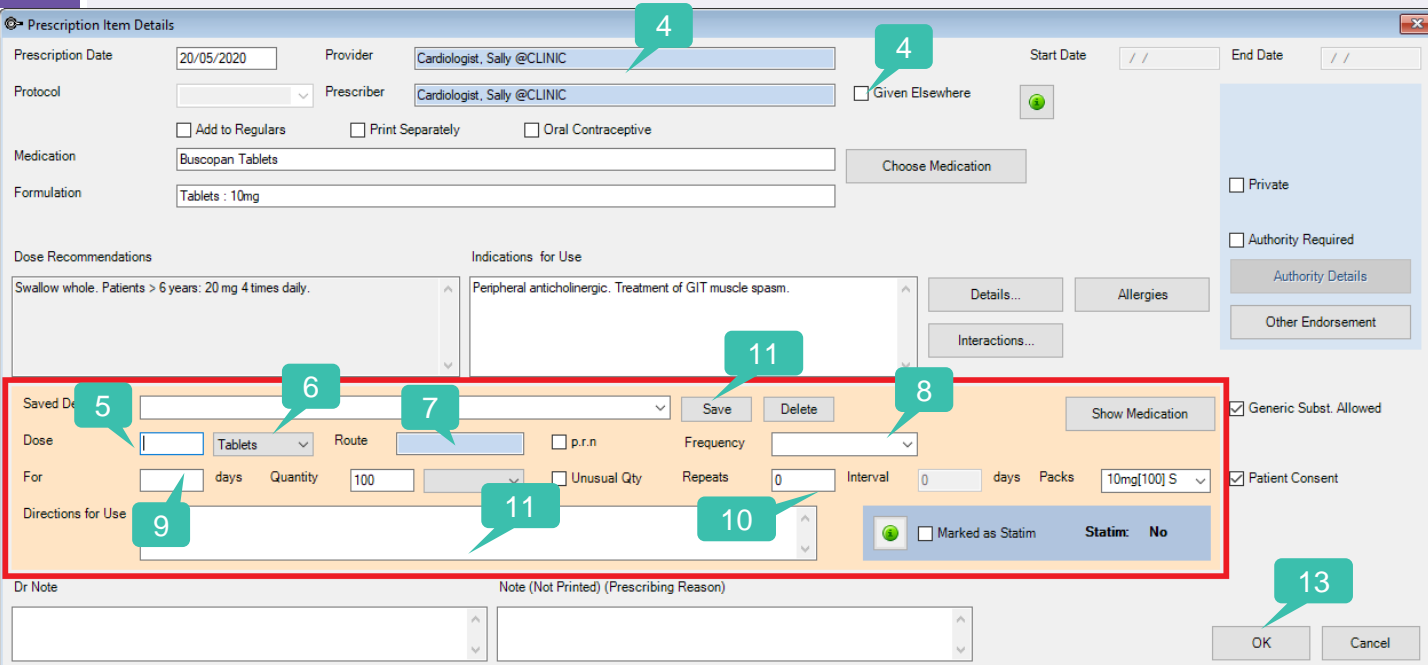 Prescription Item Details
4
4
Prescription Date 20/05/2020 Provider Cardiologist, Sally @CLINIC Start Date / / End Date / /
Protocol Prescriber Cardiologist, Sally @CLINIC Given Elsewhere
Add to Regulars Print Separately Oral Contraceptive
Medication Buscopan Tablets Choose Medication
Formulation Tablets : 10mg
Private
Authority Required
Authority Details
Other Endorsement
Dose Recommendations Indications for Use
Swallow whole. Patients > 6 years: 20 mg 4 times daily. Peripheral anticholinergic. Treatment of GIT muscle spasm.
Details... Allergies
Interactions...
11
6
8
5
7
Saved Save Delete Show Medication Generic Subst. Allowed
Dose Tablets Route p.r.n Frequency
For days Quantity 100 Unusual Qty Repeats 0 Interval 0 days Packs 10mg[100] S Patient Consent
9
11
10
Directions for Use Marked as Statim Statim: No
Dr Note Note (Not Printed) (Prescribing Reason)
13
OK Cancel